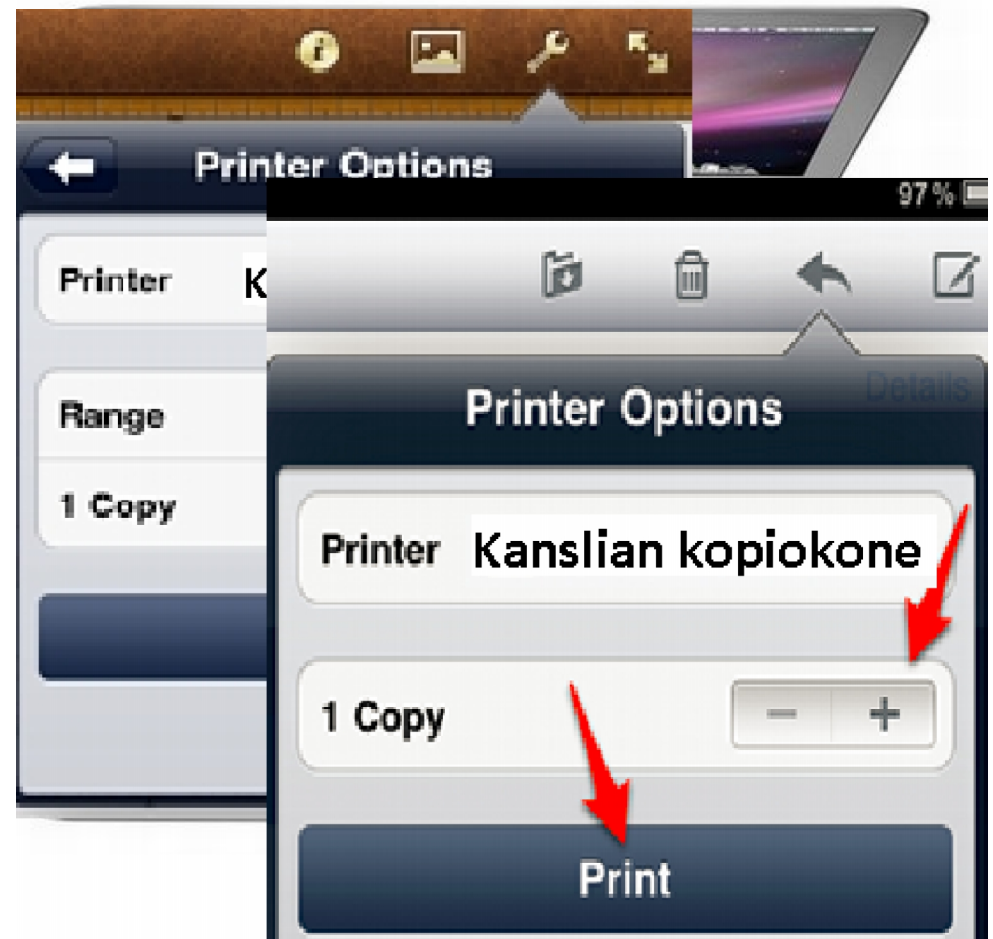 Printer Options
Printer K
Range
1 Copy
97 %
Details
Printer Options
Printer Kanslian kopiokone
1 Copy
Print